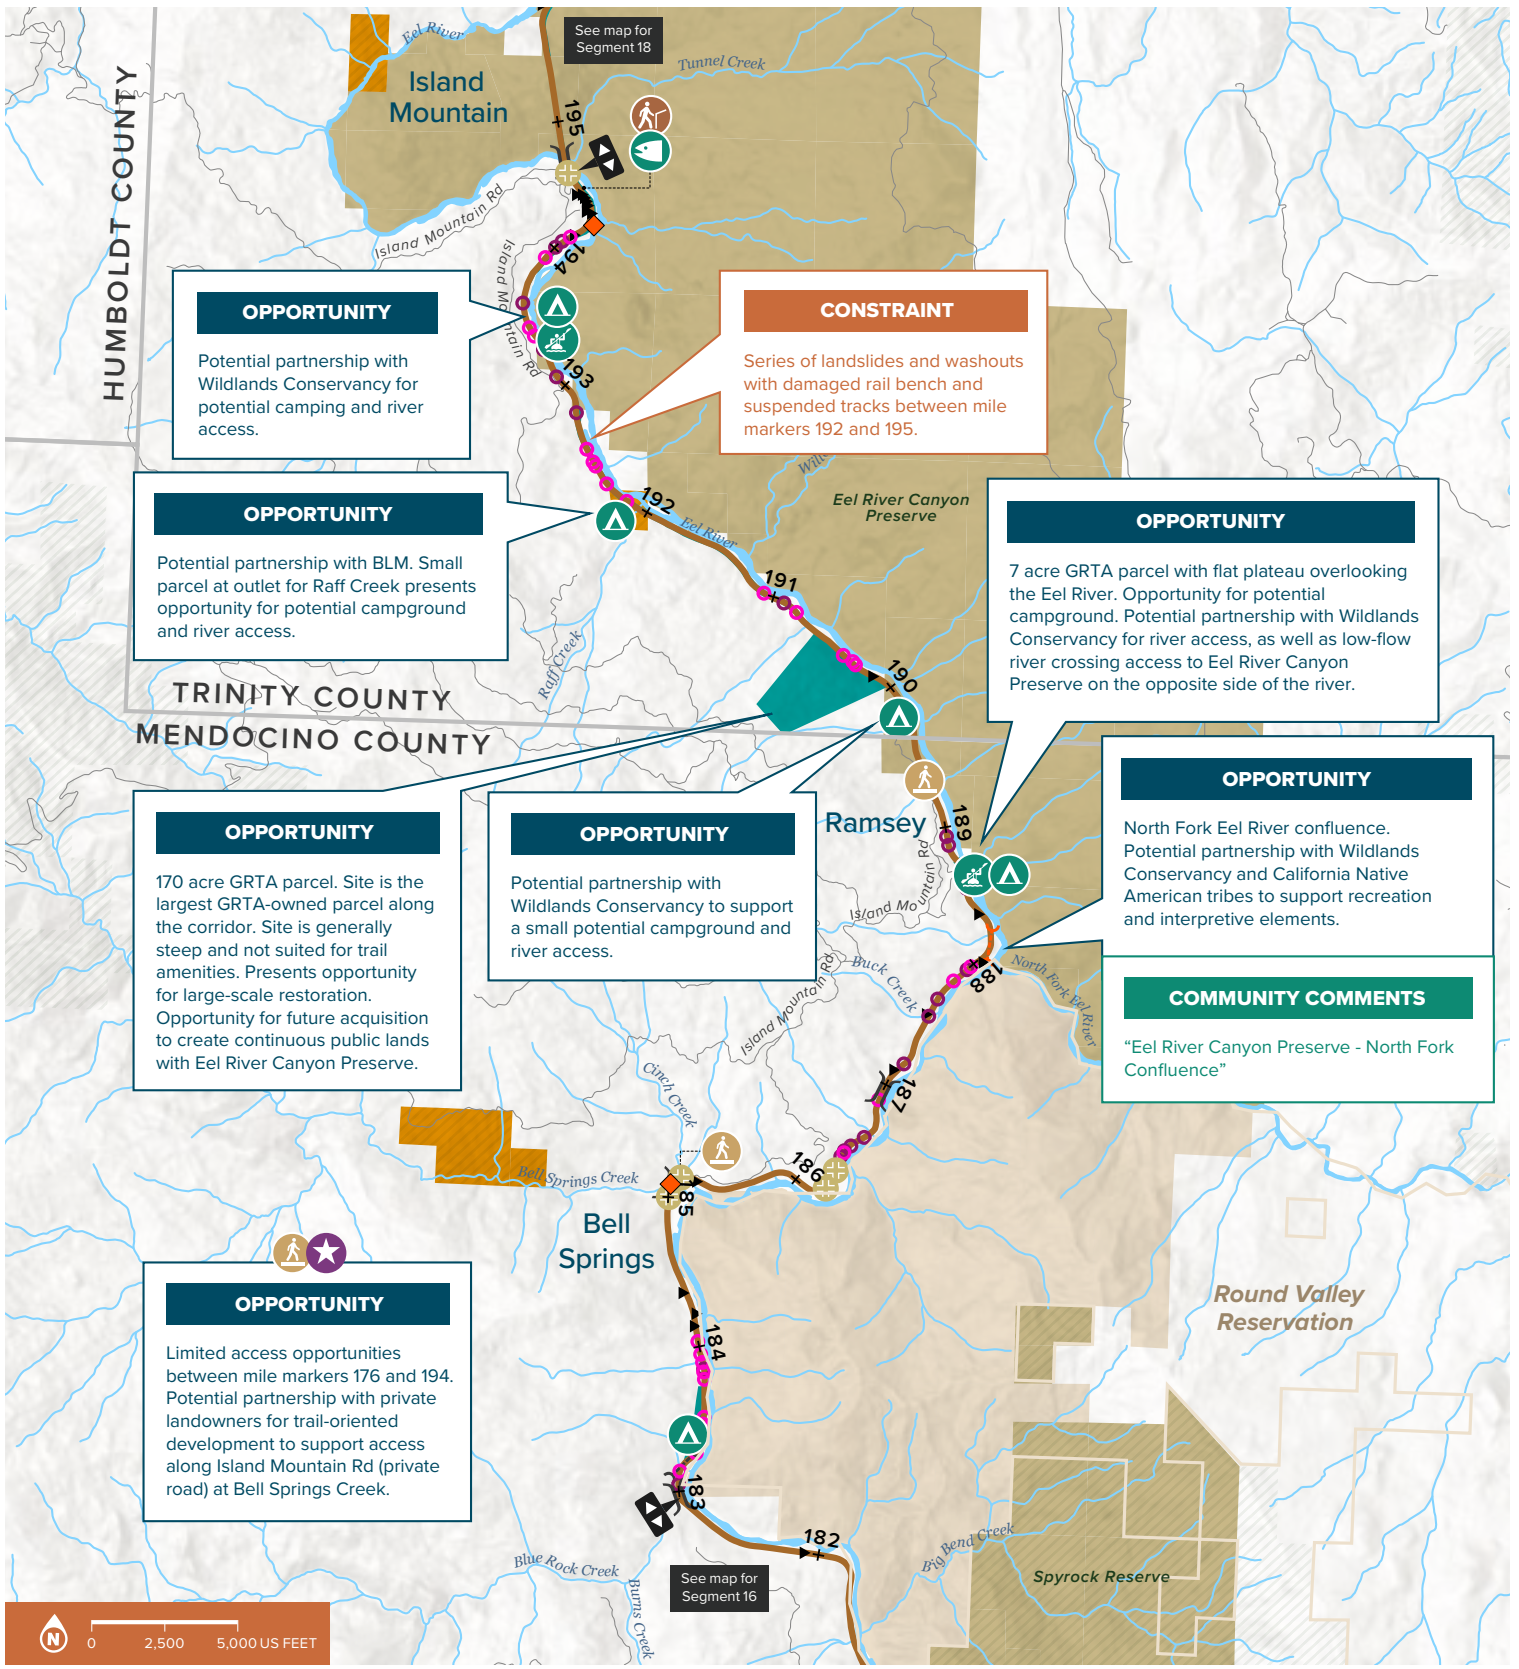 See map for
Segment 18
Eel River
Tunnel Creek
Island
Mountain
HUMBOLDT COUNTY
195
Island Mountain Rd
194
Island Mountain Rd
OPPORTUNITY
Potential partnership with
Wildlands Conservancy for
potential camping and river
access.
CONSTRAINT
Series of landslides and washouts
with damaged rail bench and
suspended tracks between mile
markers 192 and 195.
193
OPPORTUNITY
Potential partnership with BLM. Small
parcel at outlet for Raff Creek presents
opportunity for potential campground
and river access.
192
Eel River
Eel River Canyon
Preserve
OPPORTUNITY
7 acre GRTA parcel with flat plateau overlooking
the Eel River. Opportunity for potential
campground. Potential partnership with Wildlands
Conservancy for river access, as well as low-flow
river crossing access to Eel River Canyon
Preserve on the opposite side of the river.
191
Raff Creek
190
TRINITY COUNTY
MENDOCINO COUNTY
OPPORTUNITY
North Fork Eel River confluence.
Potential partnership with Wildlands
Conservancy and California Native
American tribes to support recreation
and interpretive elements.
COMMUNITY COMMENTS
“Eel River Canyon Preserve - North Fork
Confluence”
OPPORTUNITY
170 acre GRTA parcel. Site is the
largest GRTA-owned parcel along
the corridor. Site is generally
steep and not suited for trail
amenities. Presents opportunity
for large-scale restoration.
Opportunity for future acquisition
to create continuous public lands
with Eel River Canyon Preserve.
OPPORTUNITY
Potential partnership with
Wildlands Conservancy to support
a small potential campground and
river access.
Ramsey
189
Island Mountain Rd
188
North Fork Eel River
Buck Creek
Island Mountain Rd
187
Cinch Creek
186
Bell Springs Creek
185
Bell
Springs
Round Valley
Reservation
OPPORTUNITY
Limited access opportunities
between mile markers 176 and 194.
Potential partnership with private
landowners for trail-oriented
development to support access
along Island Mountain Rd (private
road) at Bell Springs Creek.
184
183
182
Big Bend Creek
Blue Rock Creek
Burns Creek
See map for
Segment 16
Spyrock Reserve
N
0 2,500 5,000 US FEET